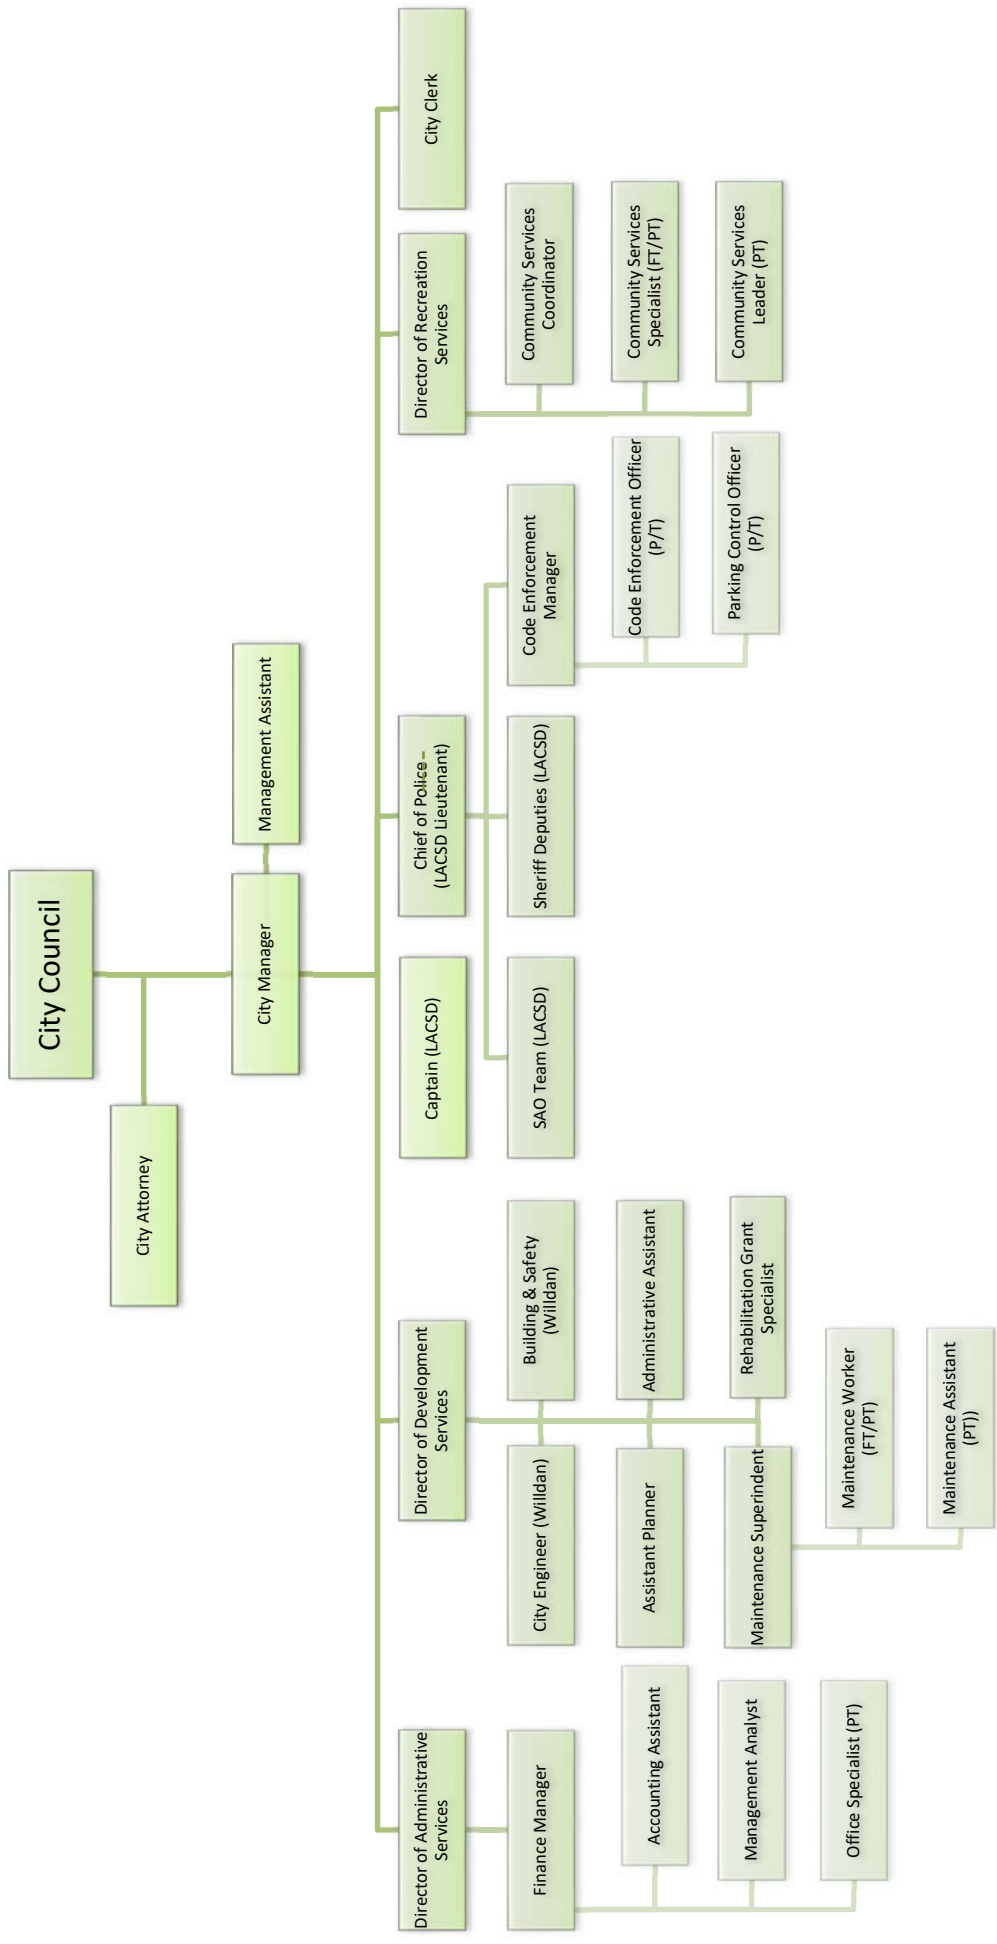 City Council
City Attorney
City Manager
Management Assistant
Director of Administrative
Services
Director of Development
Services
Captain (LACSD)
Chief of Police –
(LACSD Lieutenant)
Director of Recreation
Services
City Clerk
Finance Manager
Accounting Assistant
Management Analyst
Office Specialist (PT)
City Engineer (Willdan)
Building & Safety
(Willdan)
Assistant Planner
Administrative Assistant
Maintenance Superindent
Rehabilitation Grant
Specialist
Maintenance Worker
(FT/PT)
Maintenance Assistant
(PT))
SAO Team (LACSD)
Sheriff Deputies (LACSD)
Code Enforcement
Manager
Code Enforcement Officer
(P/T)
Parking Control Officer
(P/T)
Community Services
Coordinator
Community Services
Specialist (FT/PT)
Community Services
Leader (PT)